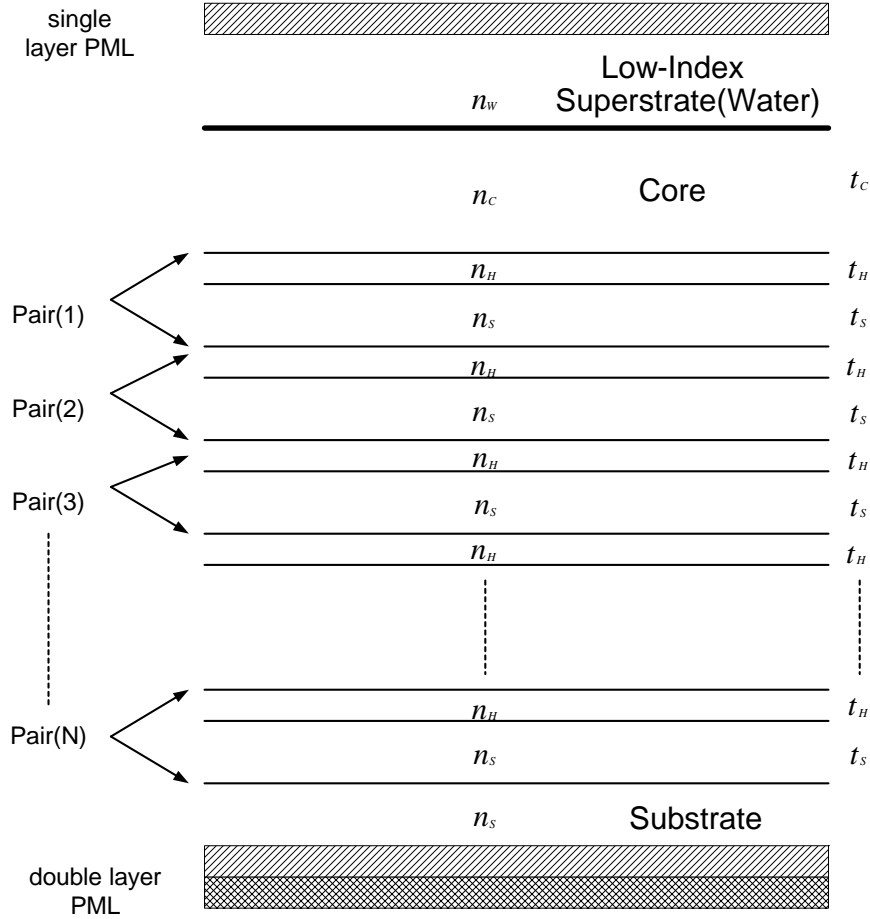 single
layer PML
Low-Index
Superstrate(Water)
n_W
n_C
Core
t_C
n_H
t_H
Pair(1)
n_S
t_S
n_H
t_H
Pair(2)
n_S
t_S
n_H
t_H
Pair(3)
n_S
t_S
n_H
t_H
n_H
t_H
Pair(N)
n_S
t_S
n_S
Substrate
double layer
PML